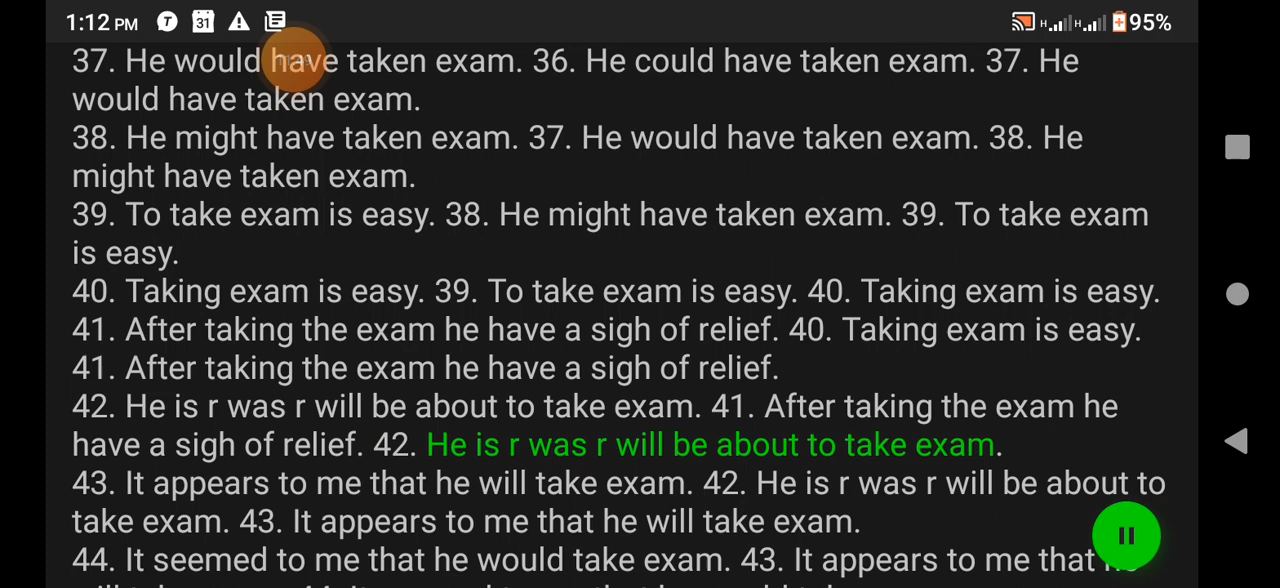 1:12 PM 31 H H 95%
37. He would have taken exam. 36. He could have taken exam. 37. He
would have taken exam.
38. He might have taken exam. 37. He would have taken exam. 38. He
might have taken exam.
39. To take exam is easy. 38. He might have taken exam. 39. To take exam
is easy.
40. Taking exam is easy. 39. To take exam is easy. 40. Taking exam is easy.
41. After taking the exam he have a sigh of relief. 40. Taking exam is easy.
41. After taking the exam he have a sigh of relief.
42. He is r was r will be about to take exam. 41. After taking the exam he
have a sigh of relief. 42. He is r was r will be about to take exam.
43. It appears to me that he will take exam. 42. He is r was r will be about to
take exam. 43. It appears to me that he will take exam.
44. It seemed to me that he would take exam. 43. It appears to me that he